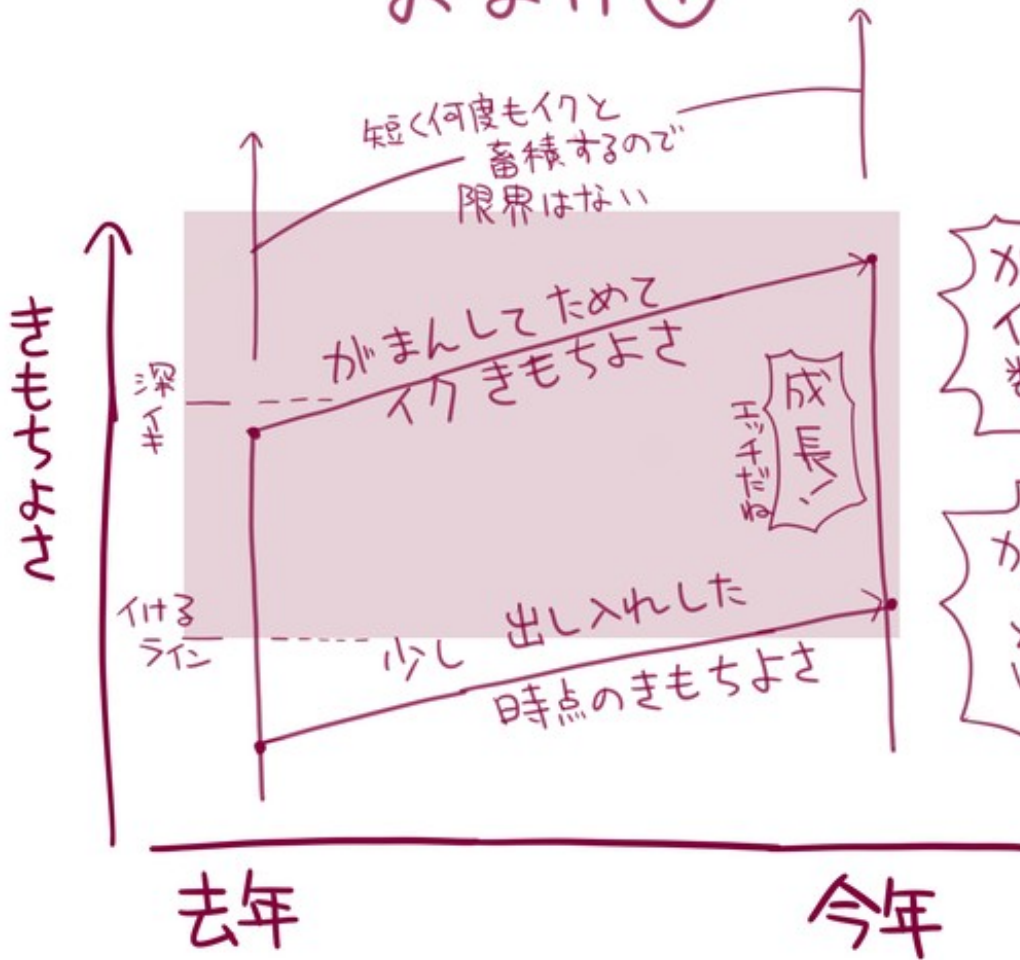 短く何度もイクと
蓄積するので
限界はない
きもちよさ
深イキ
がまんしてためて
イク きもちよさ
成長!
エッチだね
イける
ライン
少し 出し入れした
時点のきもちよさ
去年
今年